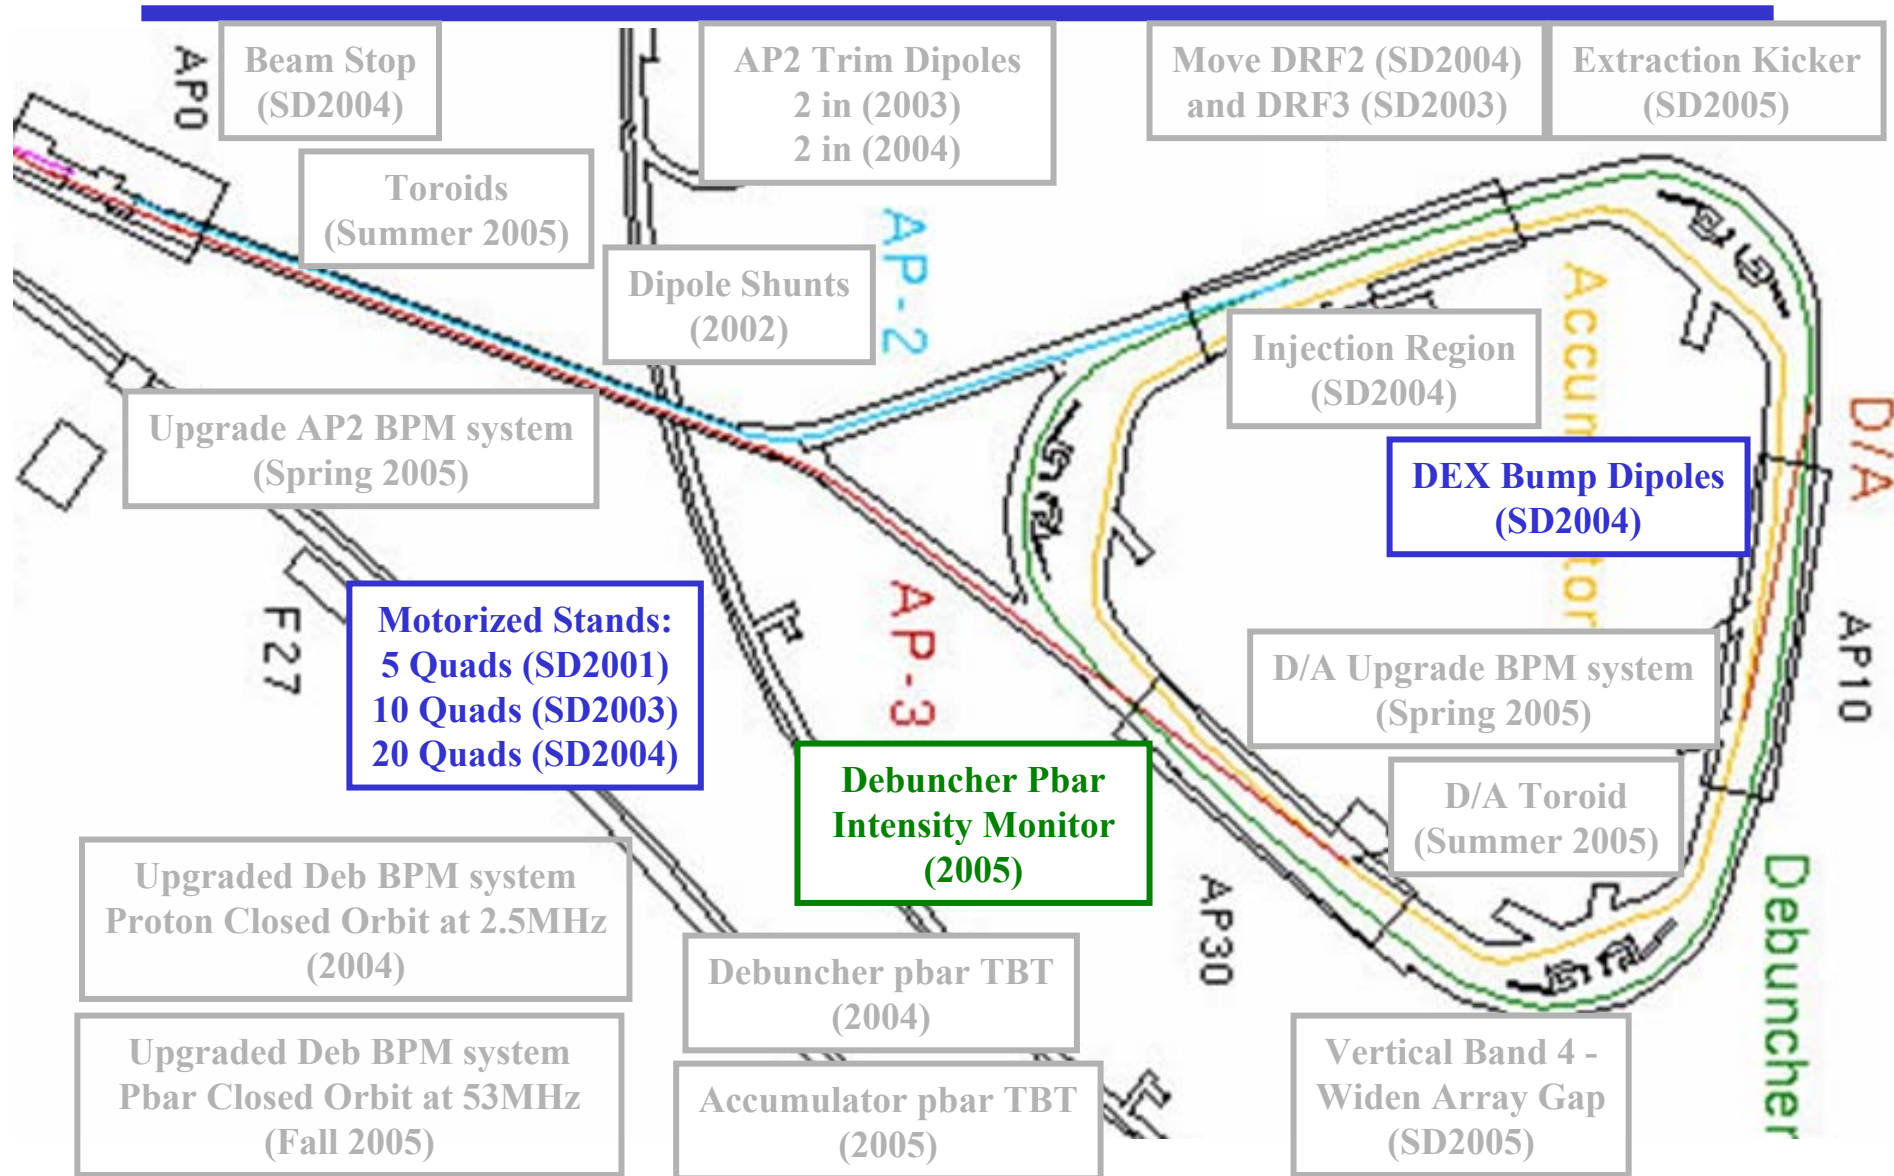 Beam Stop
(SD2004)
AP2 Trim Dipoles
2 in (2003)
2 in (2004)
Move DRF2 (SD2004)
and DRF3 (SD2003)
Extraction Kicker
(SD2005)
AP0
Toroids
(Summer 2005)
Dipole Shunts
(2002)
AP-2
Injection Region
(SD2004)
Upgrade AP2 BPM system
(Spring 2005)
DEX Bump Dipoles
(SD2004)
D/A
F27
Motorized Stands:
5 Quads (SD2001)
10 Quads (SD2003)
20 Quads (SD2004)
AP-3
D/A Upgrade BPM system
(Spring 2005)
AP10
Debuncher Pbar
Intensity Monitor
(2005)
D/A Toroid
(Summer 2005)
AP30
Debuncher
Upgraded Deb BPM system
Proton Closed Orbit at 2.5MHz
(2004)
Debuncher pbar TBT
(2004)
Upgraded Deb BPM system
Pbar Closed Orbit at 53MHz
(Fall 2005)
Accumulator pbar TBT
(2005)
Vertical Band 4 -
Widen Array Gap
(SD2005)